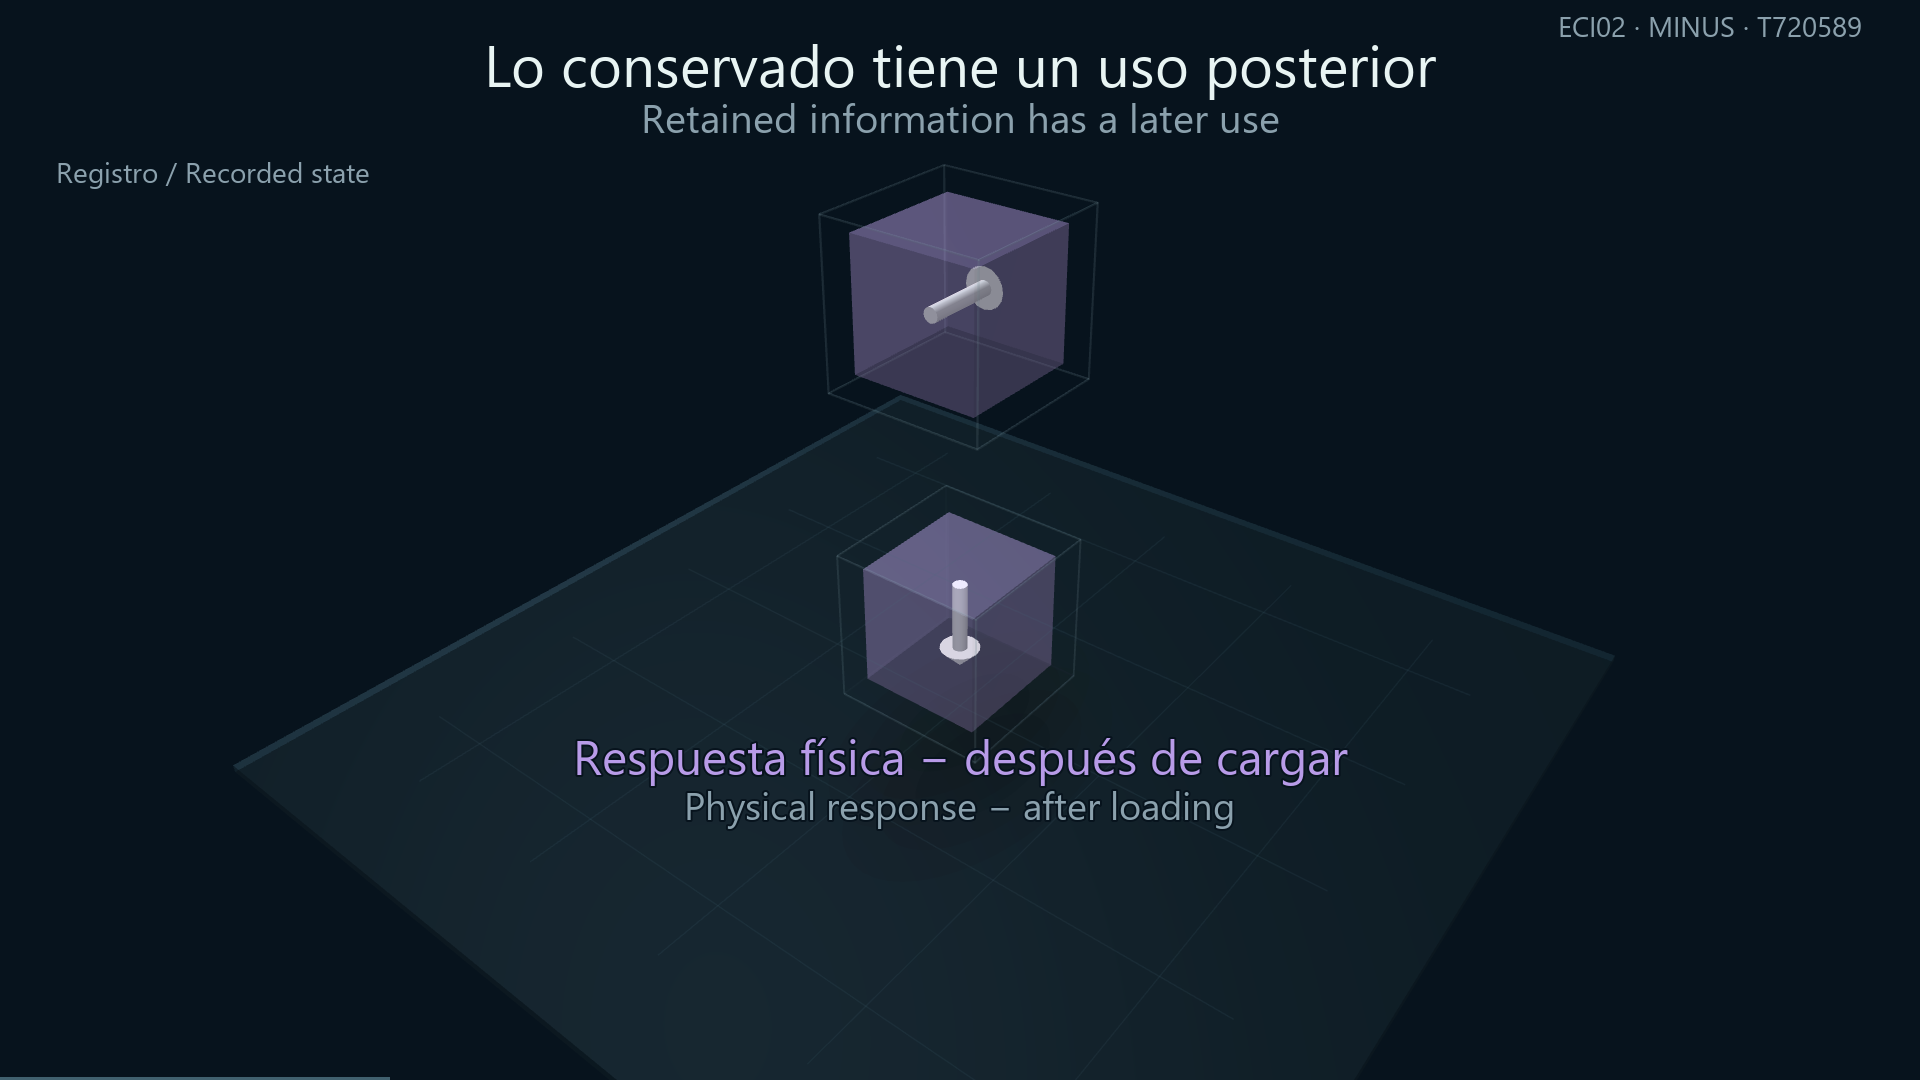 ECI02 · MINUS · T720589
Lo conservado tiene un uso posterior
Retained information has a later use
Registro / Recorded state
Respuesta física – después de cargar
Physical response – after loading